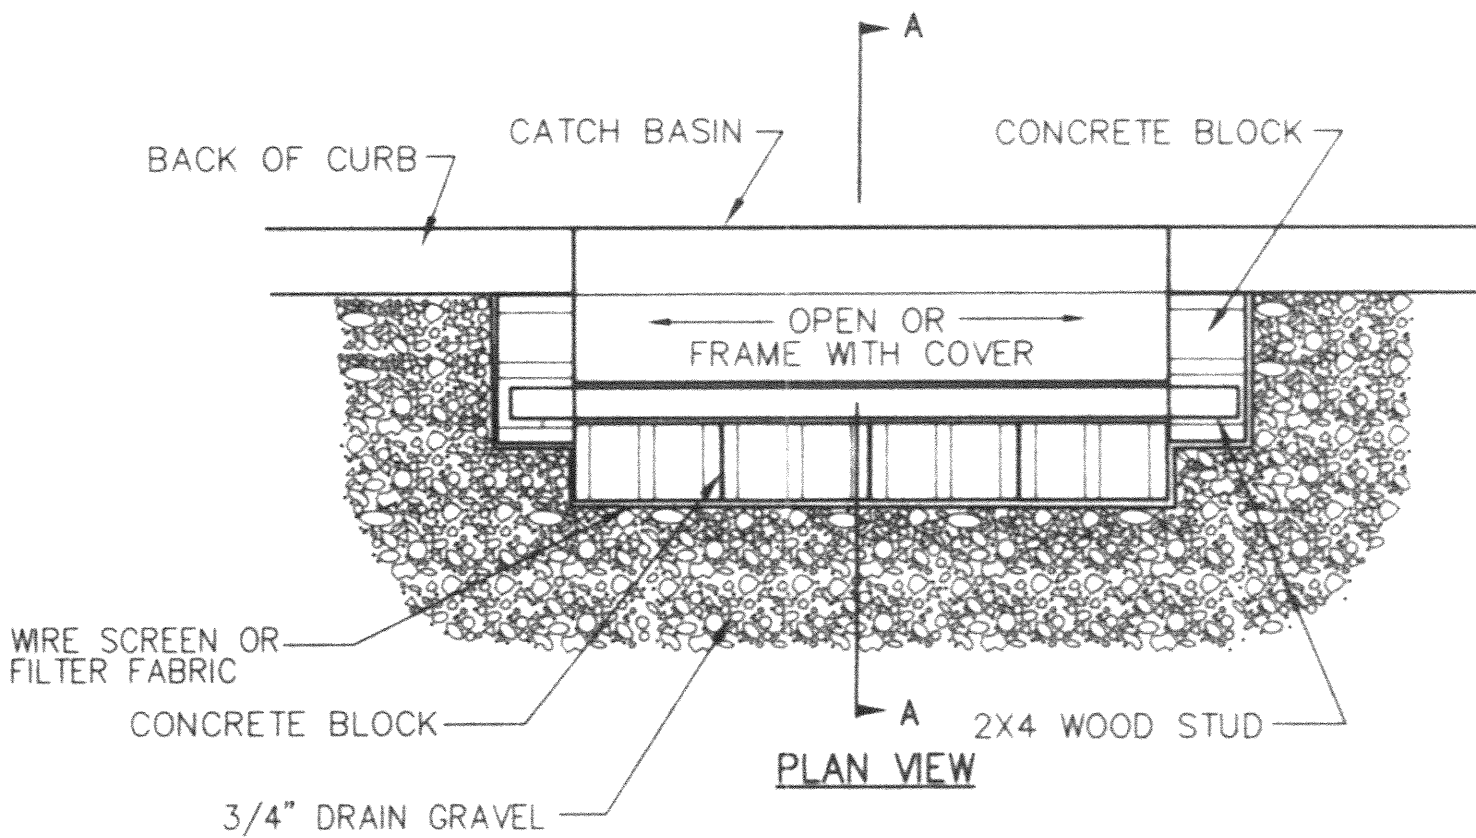 A
CATCH BASIN
CONCRETE BLOCK
BACK OF CURB
OPEN OR
FRAME WITH COVER
WIRE SCREEN OR
FILTER FABRIC
CONCRETE BLOCK
A
2X4 WOOD STUD
PLAN VIEW
3/4" DRAIN GRAVEL